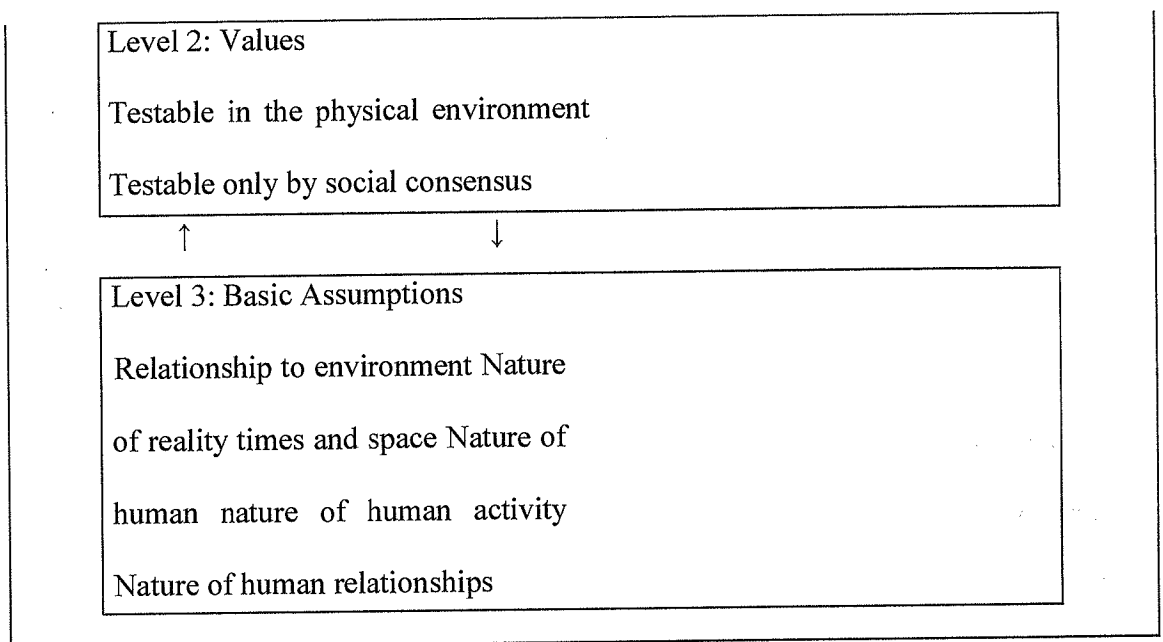 Level 2: Values
Testable in the physical environment
Testable only by social consensus
↑ ↓
Level 3: Basic Assumptions
Relationship to environment Nature
of reality times and space Nature of
human nature of human activity
Nature of human relationships